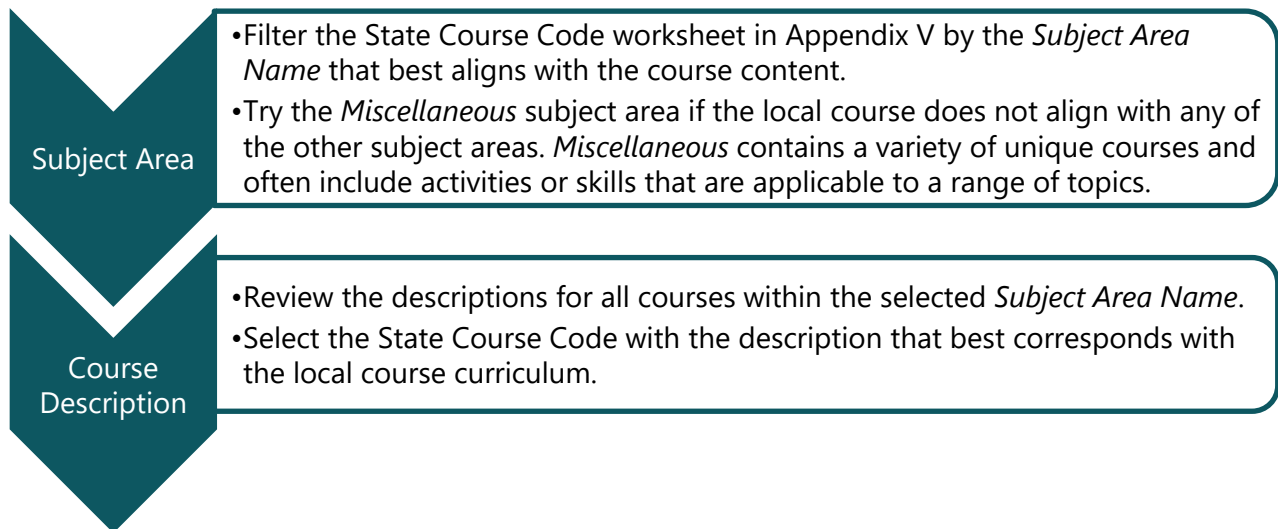 Subject Area
•Filter the State Course Code worksheet in Appendix V by the Subject Area
Name that best aligns with the course content.
•Try the Miscellaneous subject area if the local course does not align with any of
the other subject areas. Miscellaneous contains a variety of unique courses and
often include activities or skills that are applicable to a range of topics.
Course
Description
•Review the descriptions for all courses within the selected Subject Area Name.
•Select the State Course Code with the description that best corresponds with
the local course curriculum.